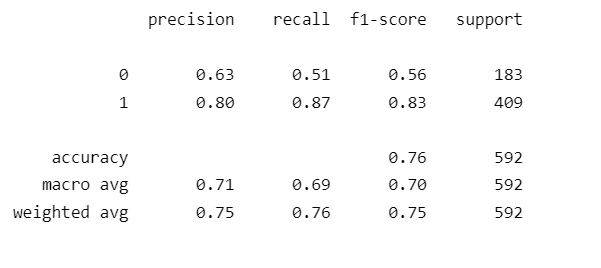 precision recall f1-score support
0 0.63 0.51 0.56 183
1 0.80 0.87 0.83 409
accuracy 0.76 592
macro avg 0.71 0.69 0.70 592
weighted avg 0.75 0.76 0.75 592